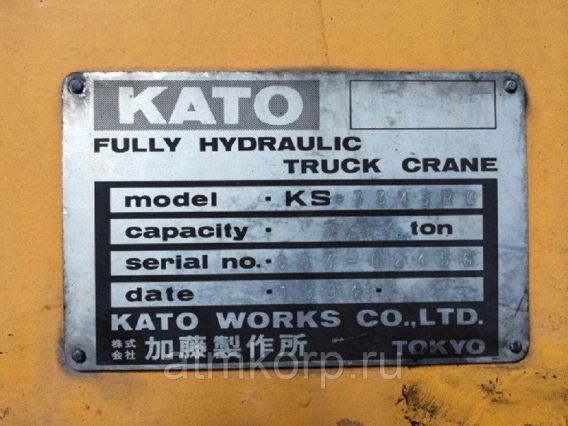 KATO
FULLY HYDRAULIC
TRUCK CRANE
model · KS
capacity · ton
serial no.·
date · 1994·
KATO WORKS CO.,LTD.
株式会社 加藤製作所 TOKYO
atmkorp.ru